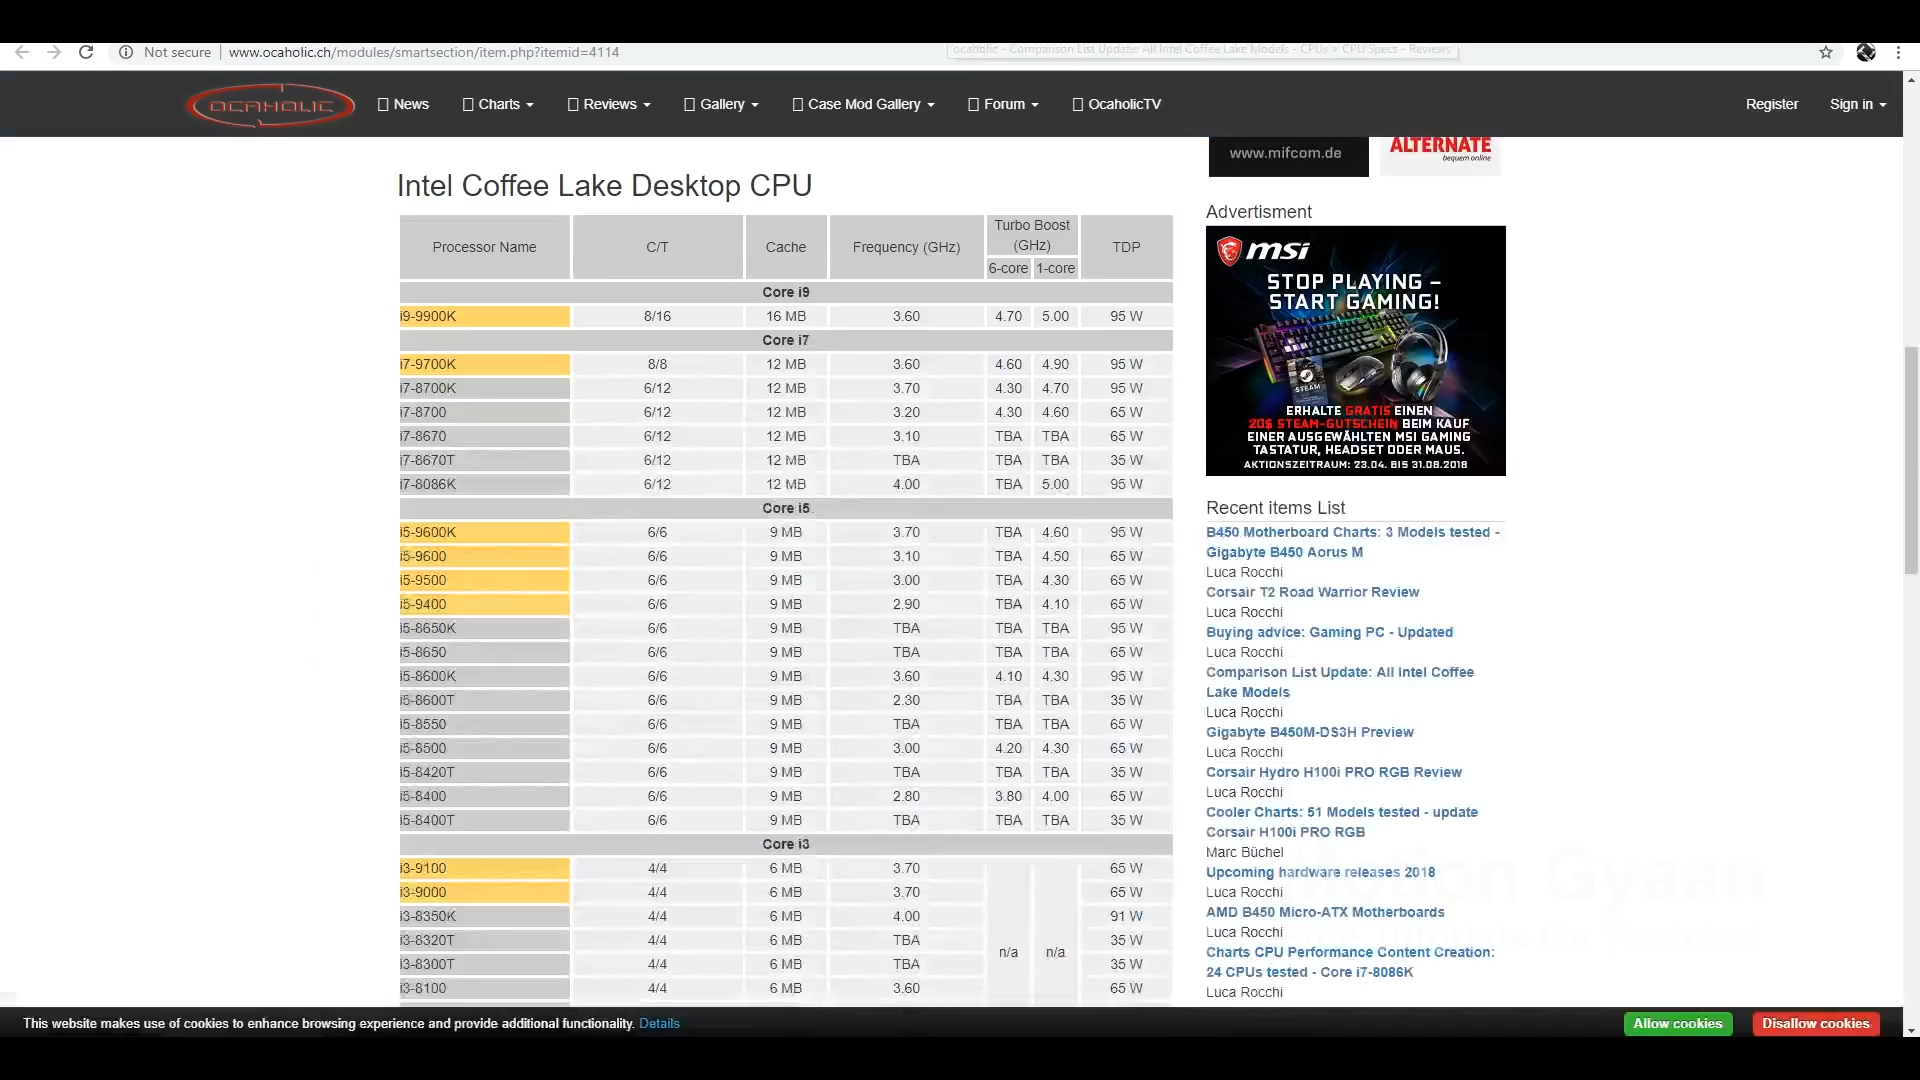 Not secure | www.ocaholic.ch/modules/smartsection/item.php?itemid=4114
ocaholic - Comparison List Update: All Intel Coffee Lake Models - CPUs > CPU Specs - Reviews
OCAHOLIC News Charts Reviews Gallery Case Mod Gallery Forum OcaholicTV Register Sign in
www.mifcom.de
ALTERNATE
bequem online
Intel Coffee Lake Desktop CPU
Processor Name C/T Cache Frequency (GHz) Turbo Boost (GHz) TDP
6-core 1-core
Core i9
i9-9900K 8/16 16 MB 3.60 4.70 5.00 95 W
Core i7
i7-9700K 8/8 12 MB 3.60 4.60 4.90 95 W
i7-8700K 6/12 12 MB 3.70 4.30 4.70 95 W
i7-8700 6/12 12 MB 3.20 4.30 4.60 65 W
i7-8670 6/12 12 MB 3.10 TBA TBA 65 W
i7-8670T 6/12 12 MB TBA TBA TBA 35 W
i7-8086K 6/12 12 MB 4.00 TBA 5.00 95 W
Core i5
i5-9600K 6/6 9 MB 3.70 TBA 4.60 95 W
i5-9600 6/6 9 MB 3.10 TBA 4.50 65 W
i5-9500 6/6 9 MB 3.00 TBA 4.30 65 W
i5-9400 6/6 9 MB 2.90 TBA 4.10 65 W
i5-8650K 6/6 9 MB TBA TBA TBA 95 W
i5-8650 6/6 9 MB TBA TBA TBA 65 W
i5-8600K 6/6 9 MB 3.60 4.10 4.30 95 W
i5-8600T 6/6 9 MB 2.30 TBA TBA 35 W
i5-8550 6/6 9 MB TBA TBA TBA 65 W
i5-8500 6/6 9 MB 3.00 4.20 4.30 65 W
i5-8420T 6/6 9 MB TBA TBA TBA 35 W
i5-8400 6/6 9 MB 2.80 3.80 4.00 65 W
i5-8400T 6/6 9 MB TBA TBA TBA 35 W
Core i3
i3-9100 4/4 6 MB 3.70 65 W
i3-9000 4/4 6 MB 3.70 65 W
i3-8350K 4/4 6 MB 4.00 91 W
i3-8320T 4/4 6 MB TBA 35 W
n/a n/a
i3-8300T 4/4 6 MB TBA 35 W
i3-8100 4/4 6 MB 3.60 65 W
Advertisment
msi
STOP PLAYING –
START GAMING!
STEAM
ERHALTE GRATIS EINEN
20$ STEAM-GUTSCHEIN BEIM KAUF
EINER AUSGEWÄHLTEN MSI GAMING
TASTATUR, HEADSET ODER MAUS.
AKTIONSZEITRAUM: 23.04. BIS 31.08.2018
Recent items List
B450 Motherboard Charts: 3 Models tested -
Gigabyte B450 Aorus M
Luca Rocchi
Corsair T2 Road Warrior Review
Luca Rocchi
Buying advice: Gaming PC - Updated
Luca Rocchi
Comparison List Update: All Intel Coffee
Lake Models
Luca Rocchi
Gigabyte B450M-DS3H Preview
Luca Rocchi
Corsair Hydro H100i PRO RGB Review
Luca Rocchi
Cooler Charts: 51 Models tested - update
Corsair H100i PRO RGB
Marc Büchel
Upcoming hardware releases 2018
Luca Rocchi
AMD B450 Micro-ATX Motherboards
Luca Rocchi
Charts CPU Performance Content Creation:
24 CPUs tested - Core i7-8086K
Luca Rocchi
Motion Gyaan
Free Tutorials On Youtube!
This website makes use of cookies to enhance browsing experience and provide additional functionality. Details
Allow cookies Disallow cookies